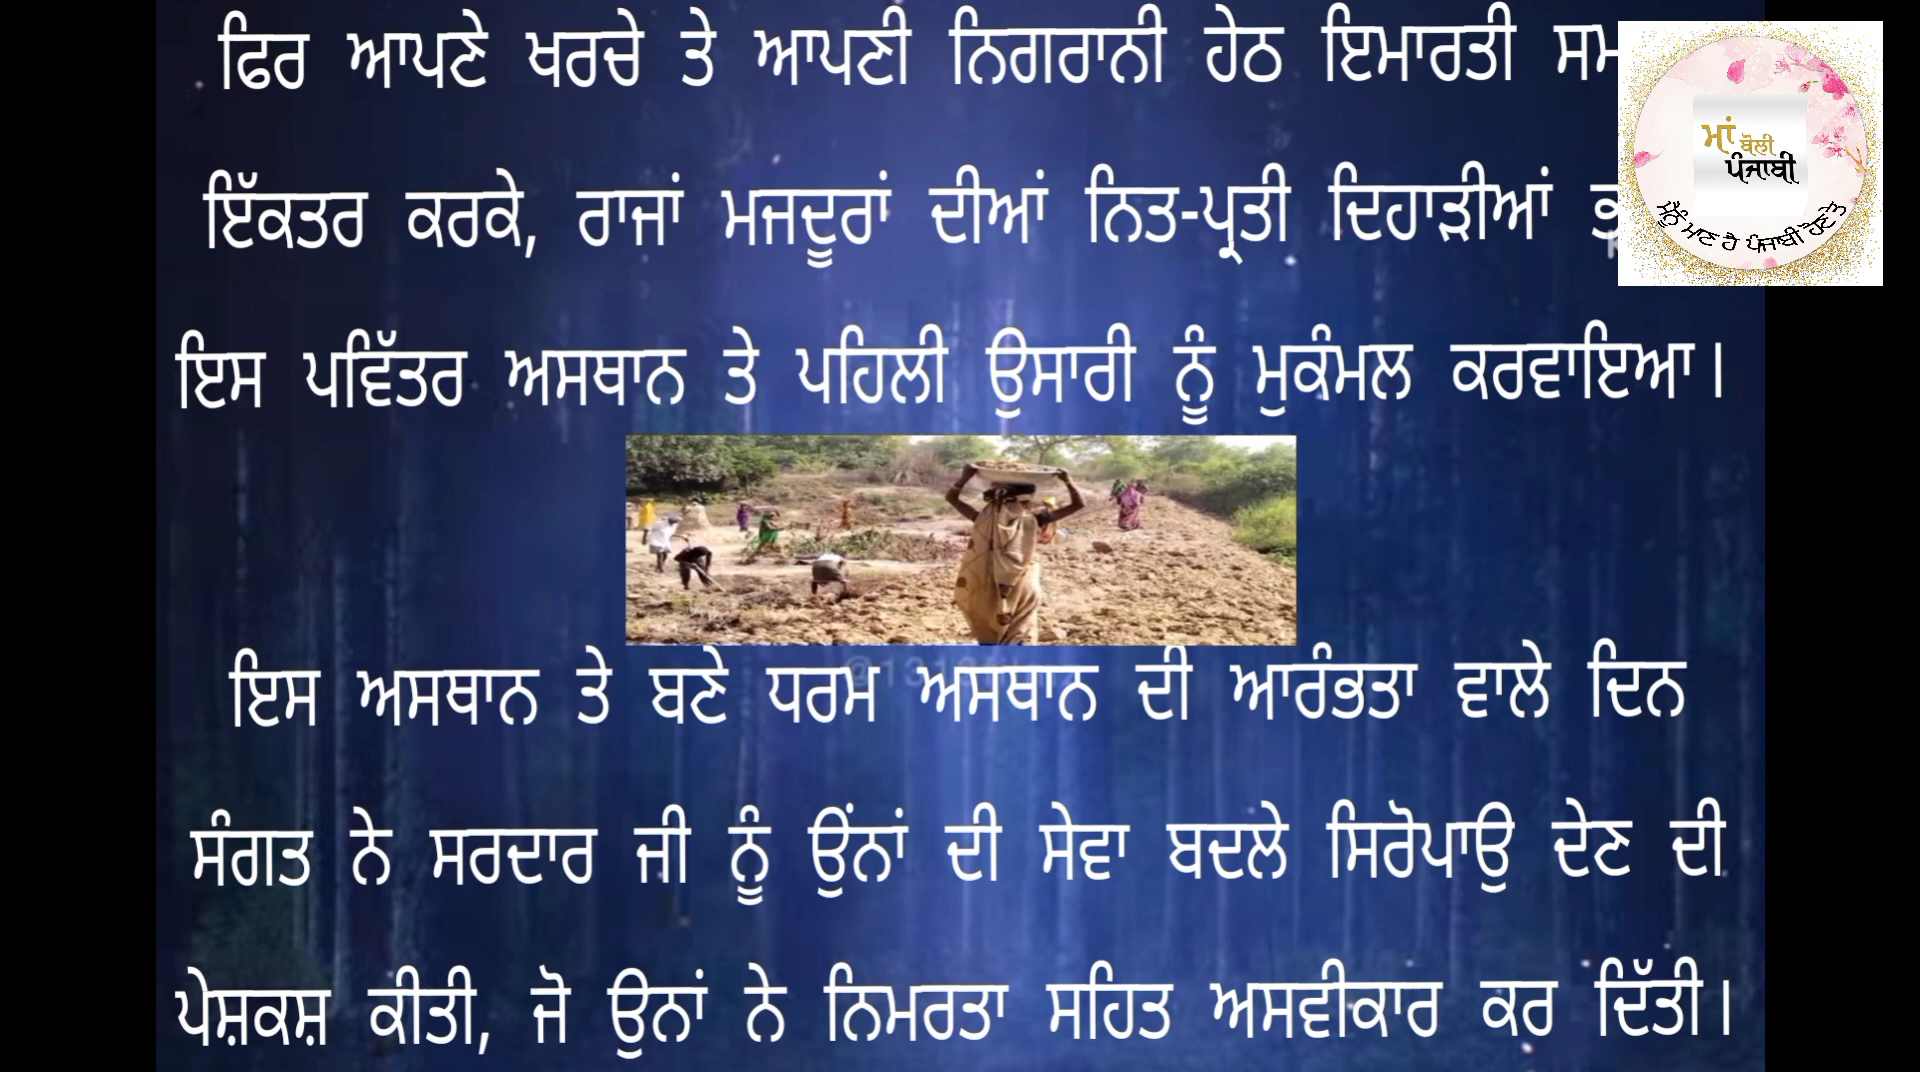 ਫਿਰ ਆਪਣੇ ਖਰਚੇ ਤੇ ਆਪਣੀ ਨਿਗਰਾਨੀ ਹੇਠ ਇਮਾਰਤੀ
ਮਾਂ
ਬੋਲੀ
ਪੰਜਾਬੀ
ਮੈਨੂੰ ਮਾਣ ਹੈ ਪੰਜਾਬੀ ਹੋਣ ਤੇ
ਇੱਕਤਰ ਕਰਕੇ, ਰਾਜਾਂ ਮਜਦੂਰਾਂ ਦੀਆਂ ਨਿਤ-ਪ੍ਰਤੀ ਦਿਹਾੜੀਆਂ
ਇਸ ਪਵਿੱਤਰ ਅਸਥਾਨ ਤੇ ਪਹਿਲੀ ਉਸਾਰੀ ਨੂੰ ਮੁਕੰਮਲ ਕਰਵਾਇਆ।
ਇਸ ਅਸਥਾਨ ਤੇ ਬਣੇ ਧਰਮ ਅਸਥਾਨ ਦੀ ਆਰੰਭਤਾ ਵਾਲੇ ਦਿਨ
ਸੰਗਤ ਨੇ ਸਰਦਾਰ ਜੀ ਨੂੰ ਉਂਨਾਂ ਦੀ ਸੇਵਾ ਬਦਲੇ ਸਿਰੋਪਾਉ ਦੇਣ ਦੀ
ਪੇਸ਼ਕਸ਼ ਕੀਤੀ, ਜੋ ਉਨਾਂ ਨੇ ਨਿਮਰਤਾ ਸਹਿਤ ਅਸਵੀਕਾਰ ਕਰ ਦਿੱਤੀ।